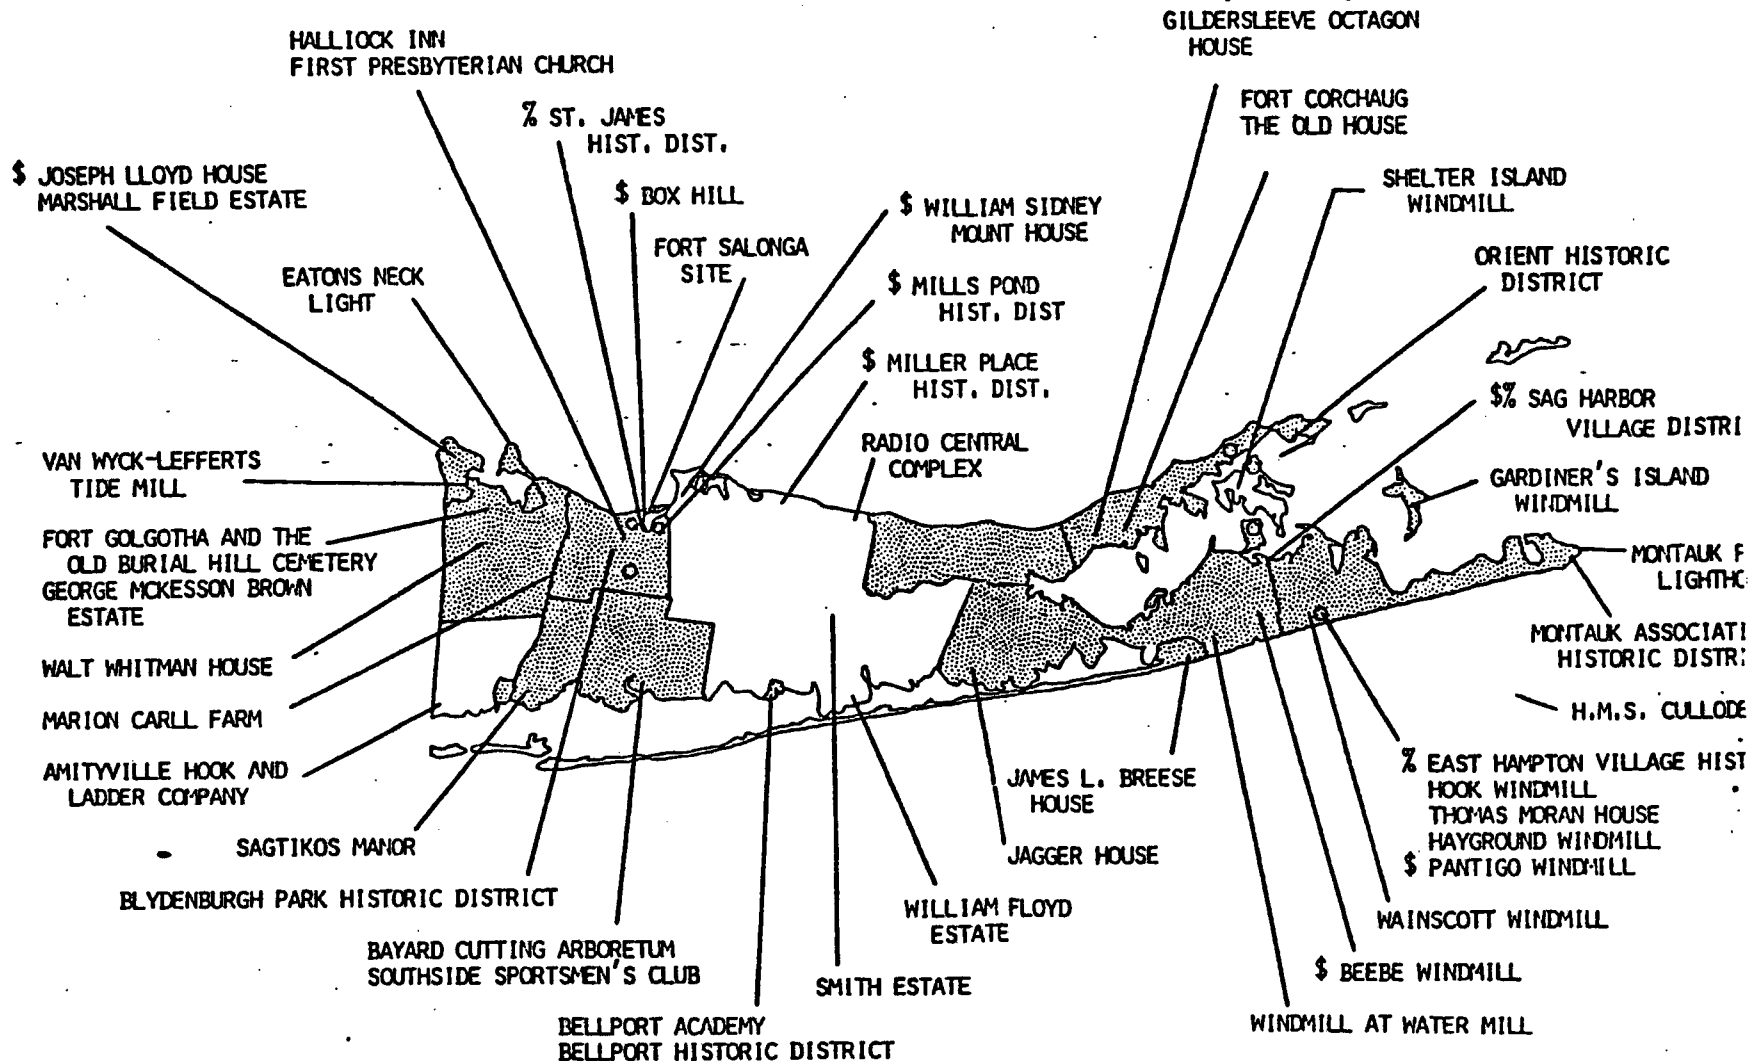 GILDERSLEEVE OCTAGON
HOUSE
HALLIOCK INN
FIRST PRESBYTERIAN CHURCH
FORT CORCHAUG
THE OLD HOUSE
% ST. JAMES
HIST. DIST.
$ JOSEPH LLOYD HOUSE
MARSHALL FIELD ESTATE
$ BOX HILL
$ WILLIAM SIDNEY
MOUNT HOUSE
SHELTER ISLAND
WINDMILL
FORT SALONGA
SITE
EATONS NECK
LIGHT
ORIENT HISTORIC
DISTRICT
$ MILLS POND
HIST. DIST
$ MILLER PLACE
HIST. DIST.
$% SAG HARBOR
VILLAGE DISTRI
RADIO CENTRAL
COMPLEX
VAN WYCK-LEFFERTS
TIDE MILL
GARDINER'S ISLAND
WINDMILL
FORT GOLGOTHA AND THE
OLD BURIAL HILL CEMETERY
GEORGE MCKESSON BROWN
ESTATE
MONTAUK P
LIGHTHO
WALT WHITMAN HOUSE
MONTAUK ASSOCIATI
HISTORIC DISTRI
MARION CARLL FARM
H.M.S. CULLODE
AMITYVILLE HOOK AND
LADDER COMPANY
JAMES L. BREESE
HOUSE
% EAST HAMPTON VILLAGE HIST
HOOK WINDMILL
THOMAS MORAN HOUSE
HAYGROUND WINDMILL
$ PANTIGO WINDMILL
SAGTIKOS MANOR
JAGGER HOUSE
BLYDENBURGH PARK HISTORIC DISTRICT
WILLIAM FLOYD
ESTATE
WAINSCOTT WINDMILL
BAYARD CUTTING ARBORETUM
SOUTHSIDE SPORTSMEN'S CLUB
SMITH ESTATE
$ BEEBE WINDMILL
BELLPORT ACADEMY
BELLPORT HISTORIC DISTRICT
WINDMILL AT WATER MILL